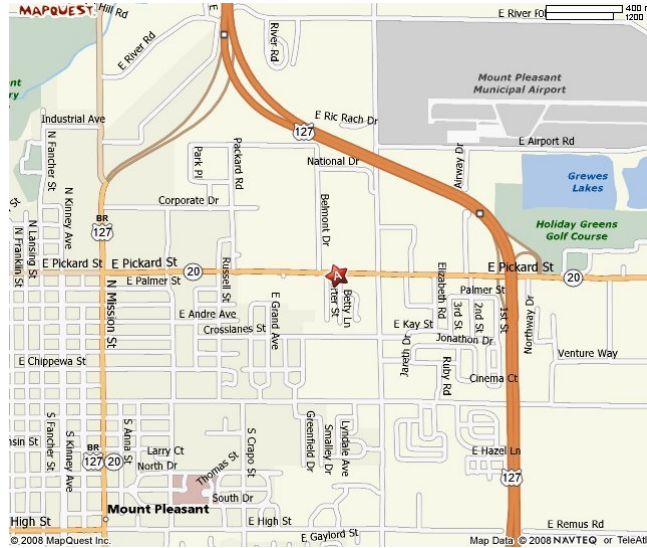 MAPQUEST
Hill Rd
E River Rd
River Rd
400 m
1200
Mount Pleasant
Municipal Airport
E Airport Rd
Industrial Ave
E Ric Rach Dr
127
National Dr
Packard Rd
Park Pl
Corporate Dr
Belmont Dr
Airway Dr
Grewes
Lakes
Holiday Greens
Golf Course
N Fancher St
N Kinney Ave
N Lansing St
N Franklin St
BR
127
E Pickard St
E Pickard St
20
E Pickard St
20
A
E Palmer St
Russell St
Betty Ln
Elizabeth Rd
Palmer St
3rd St
2nd St
1st St
Northway Dr
N Mission St
E Andre Ave
Crosslanes St
E Grand Ave
E Kay St
Jonathon Dr
Jareth Dr
Ruby Rd
Cinema Ct
Venture Way
E Chippewa St
S Fancher St
S Kinney Ave
S Anna St
BR
127
20
Larry Ct
North Dr
Thomas St
South Dr
S Crapo St
Greenfield Dr
Smalley Dr
Lyndale Ave
E Hazel Ln
127
Mount Pleasant
High St
E High St
E Gaylord St
E Remus Rd
© 2008 MapQuest Inc.
Map Data © 2008 NAVTEQ or TeleAtl